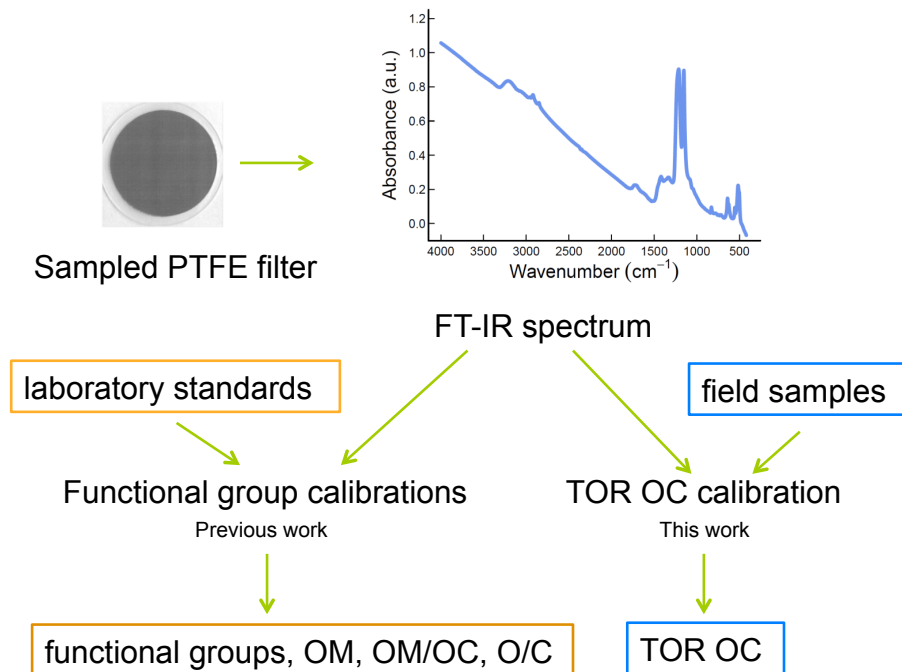 1.2
1.0
0.8
0.6
0.4
0.2
0.0
Absorbance (a.u.)
4000 3500 3000 2500 2000 1500 1000 500
Wavenumber (cm⁻¹)
Sampled PTFE filter
FT-IR spectrum
laboratory standards
field samples
Functional group calibrations
Previous work
TOR OC calibration
This work
functional groups, OM, OM/OC, O/C
TOR OC